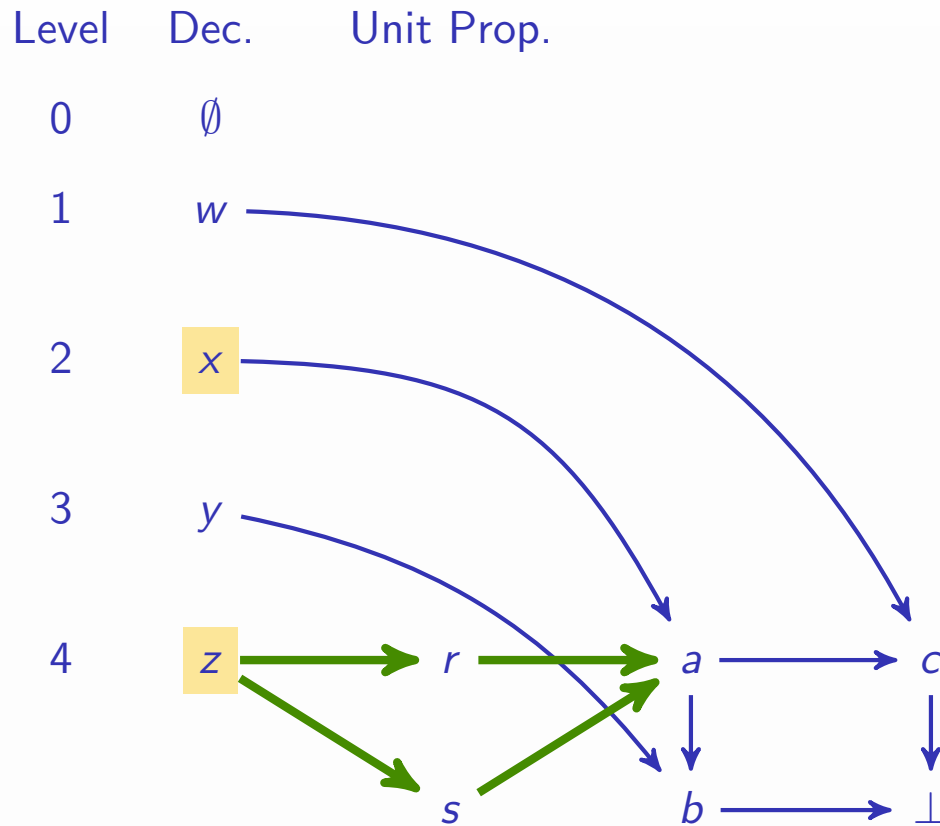 Level Dec. Unit Prop.
0 ∅
1 w
2 x
3 y
4 z r a c
s b ⊥